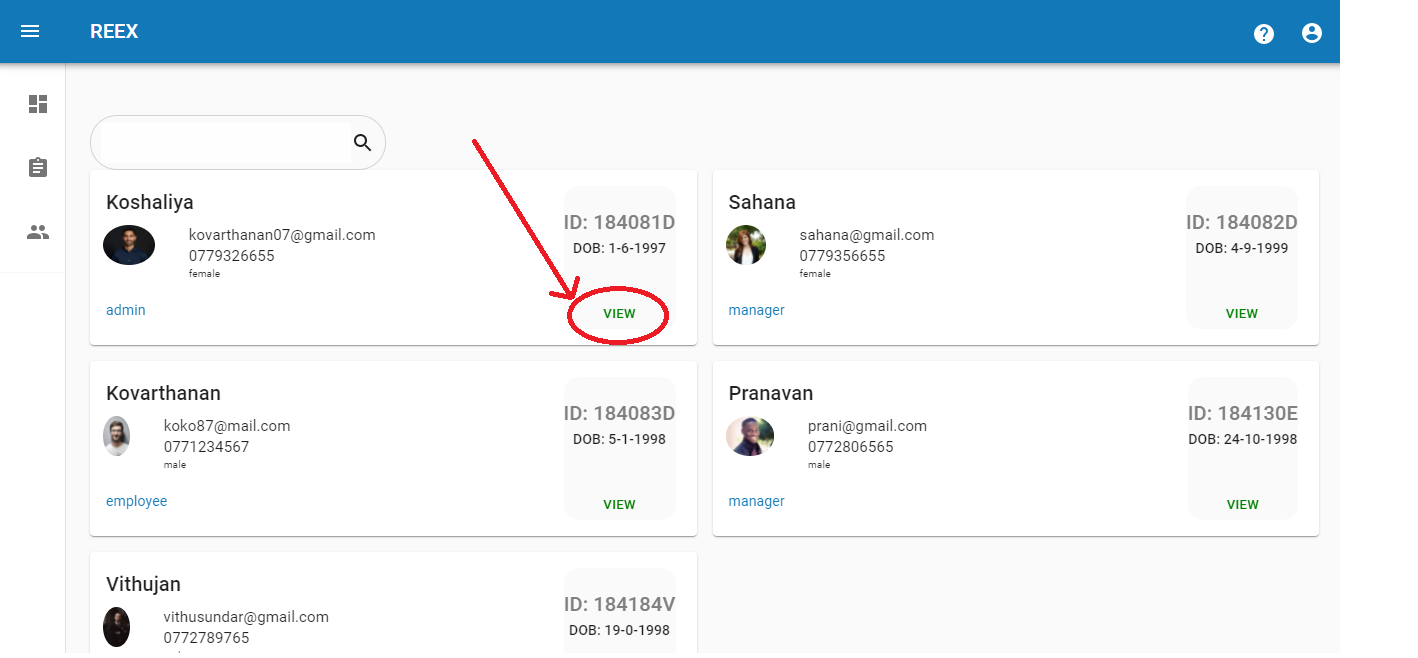 REEX
Koshaliya
kovarthanan07@gmail.com
0779326655
female
admin
ID: 184081D
DOB: 1-6-1997
VIEW
Sahana
sahana@gmail.com
0779356655
female
manager
ID: 184082D
DOB: 4-9-1999
VIEW
Kovarthanan
koko87@mail.com
0771234567
male
employee
ID: 184083D
DOB: 5-1-1998
VIEW
Pranavan
prani@gmail.com
0772806565
male
manager
ID: 184130E
DOB: 24-10-1998
VIEW
Vithujan
vithusundar@gmail.com
0772789765
ID: 184184V
DOB: 19-0-1998